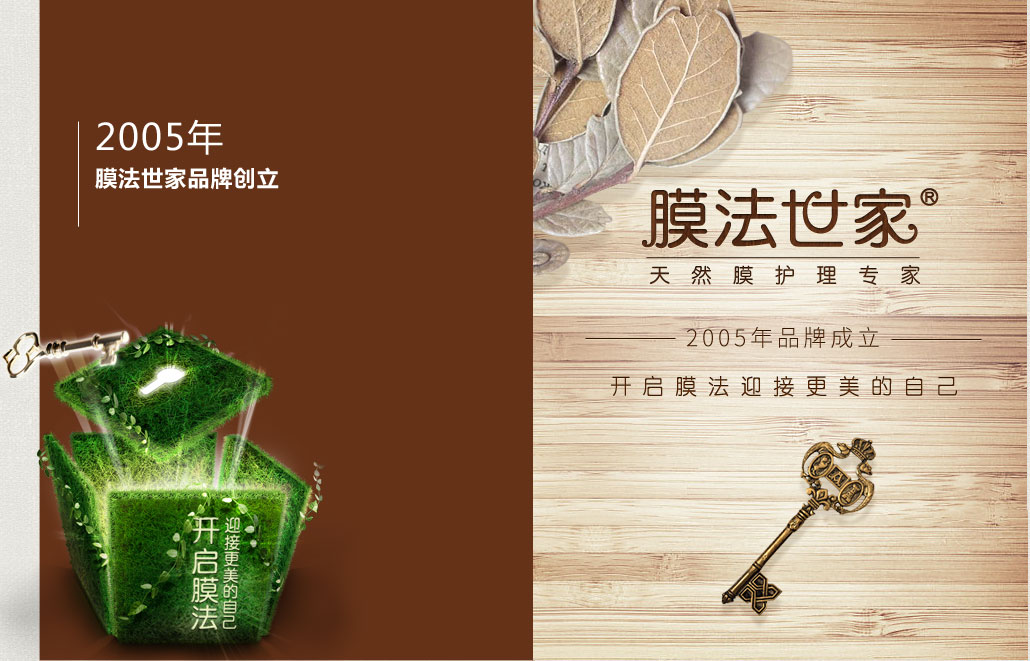 2005年
膜法世家品牌创立
开启膜法
迎接更美的自己
膜法世家®
天然膜护理专家
2005年品牌成立
开启膜法迎接更美的自己